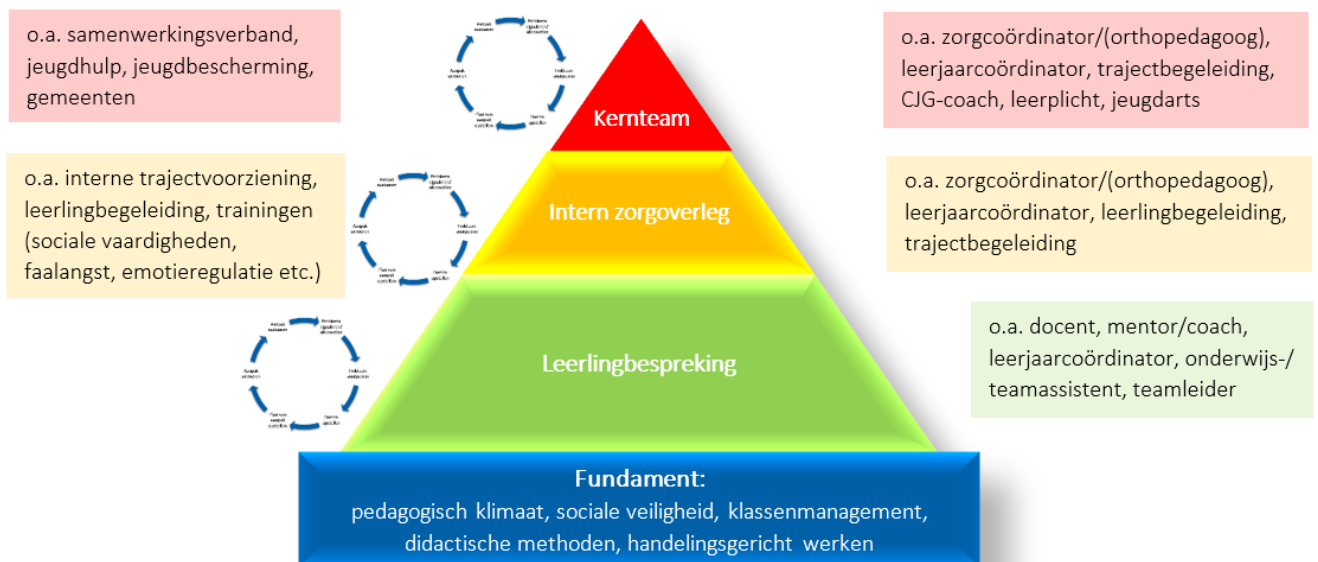 o.a. samenwerkingsverband,
jeugdhulp, jeugdbescherming,
gemeenten
Kernteam
o.a. zorgcoördinator/(orthopedagoog),
leerjaarcoördinator, trajectbegeleiding,
CJG-coach, leerplicht, jeugdarts
o.a. interne trajectvoorziening,
leerlingbegeleiding, trainingen
(sociale vaardigheden,
faalangst, emotieregulatie etc.)
Intern zorgoverleg
o.a. zorgcoördinator/(orthopedagoog),
leerjaarcoördinator, leerlingbegeleiding,
trajectbegeleiding
Leerlingbespreking
o.a. docent, mentor/coach,
leerjaarcoördinator, onderwijs-/
teamassistent, teamleider
Fundament:
pedagogisch klimaat, sociale veiligheid, klassenmanagement,
didactische methoden, handelingsgericht werken